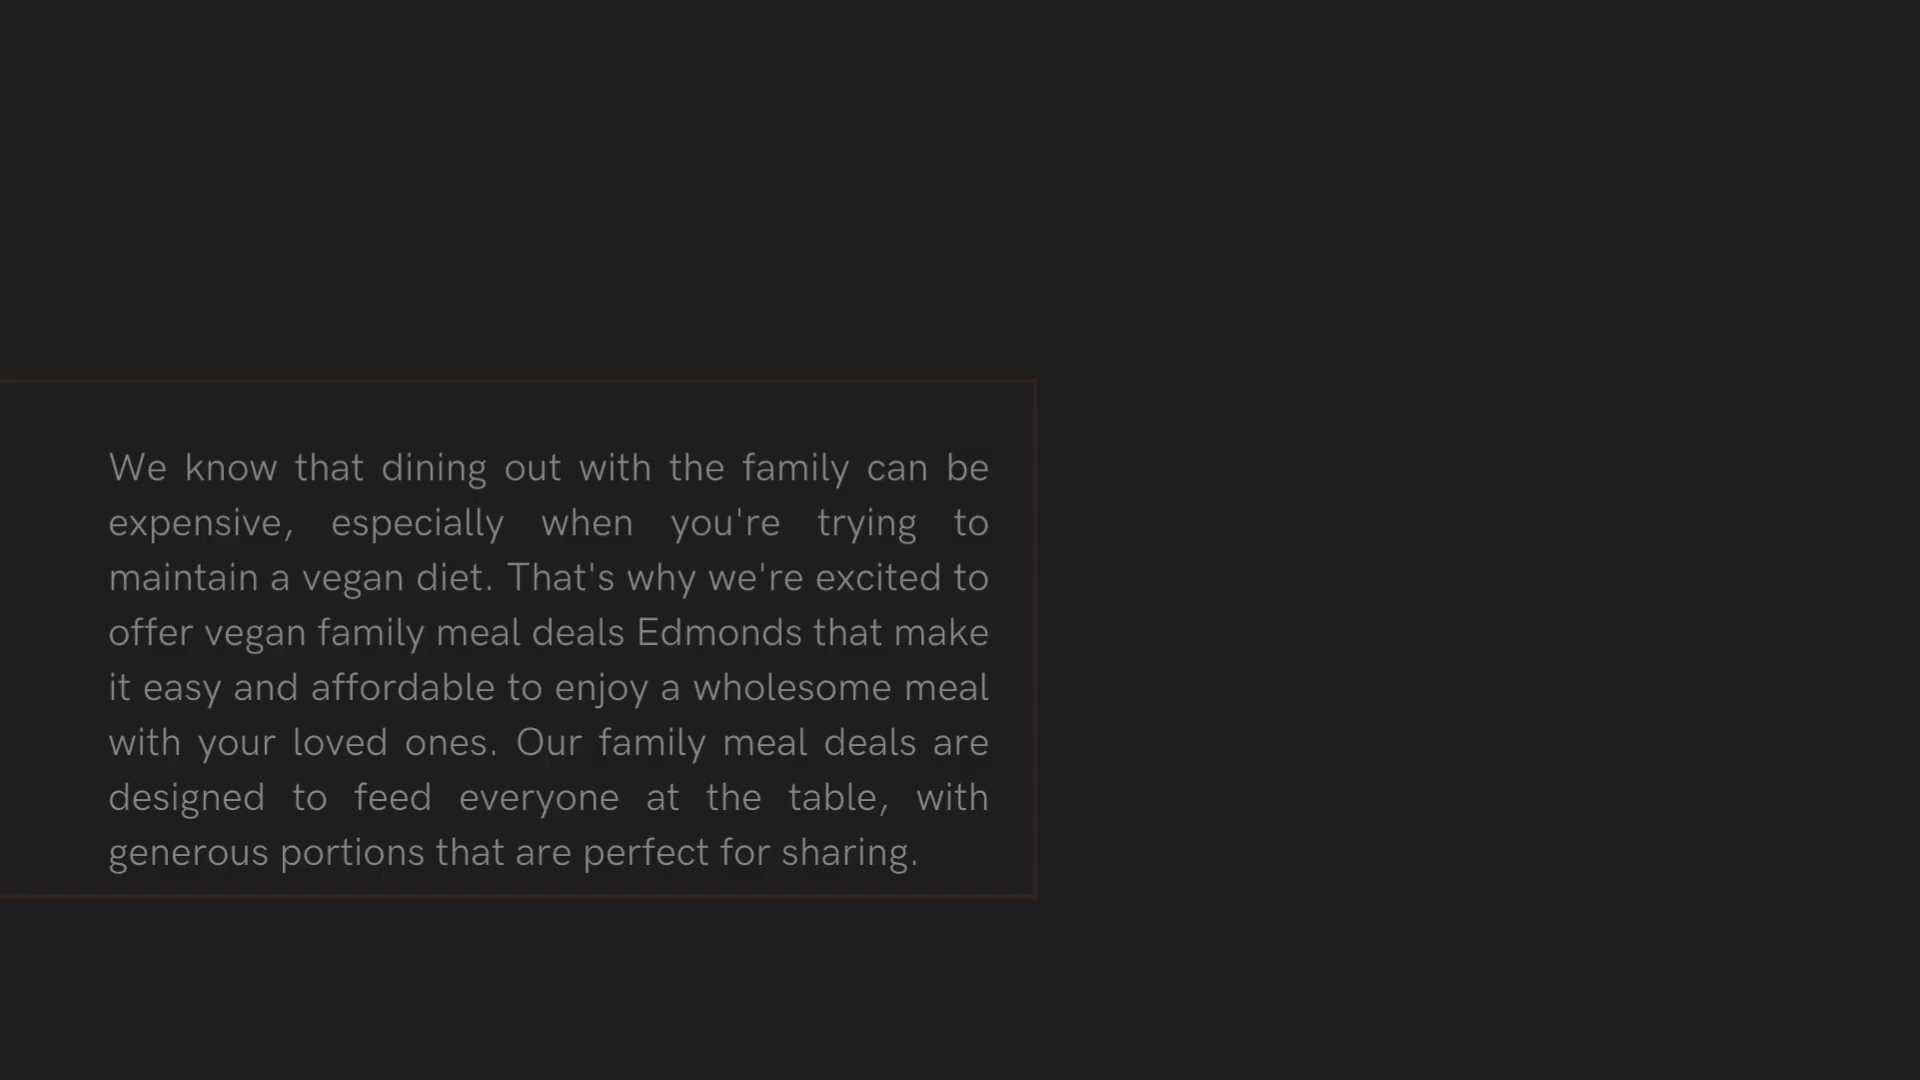 We know that dining out with the family can be
expensive, especially when you're trying to
maintain a vegan diet. That's why we're excited to
offer vegan family meal deals Edmonds that make
it easy and affordable to enjoy a wholesome meal
with your loved ones. Our family meal deals are
designed to feed everyone at the table, with
generous portions that are perfect for sharing.